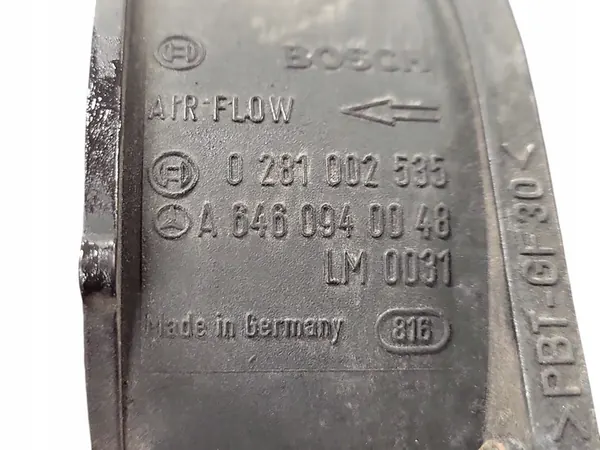 BOSCH
AIR FLOW
0 281 002 535
A 646 094 00 48
LM 0031
Made in Germany 816
>PBT-GF30<